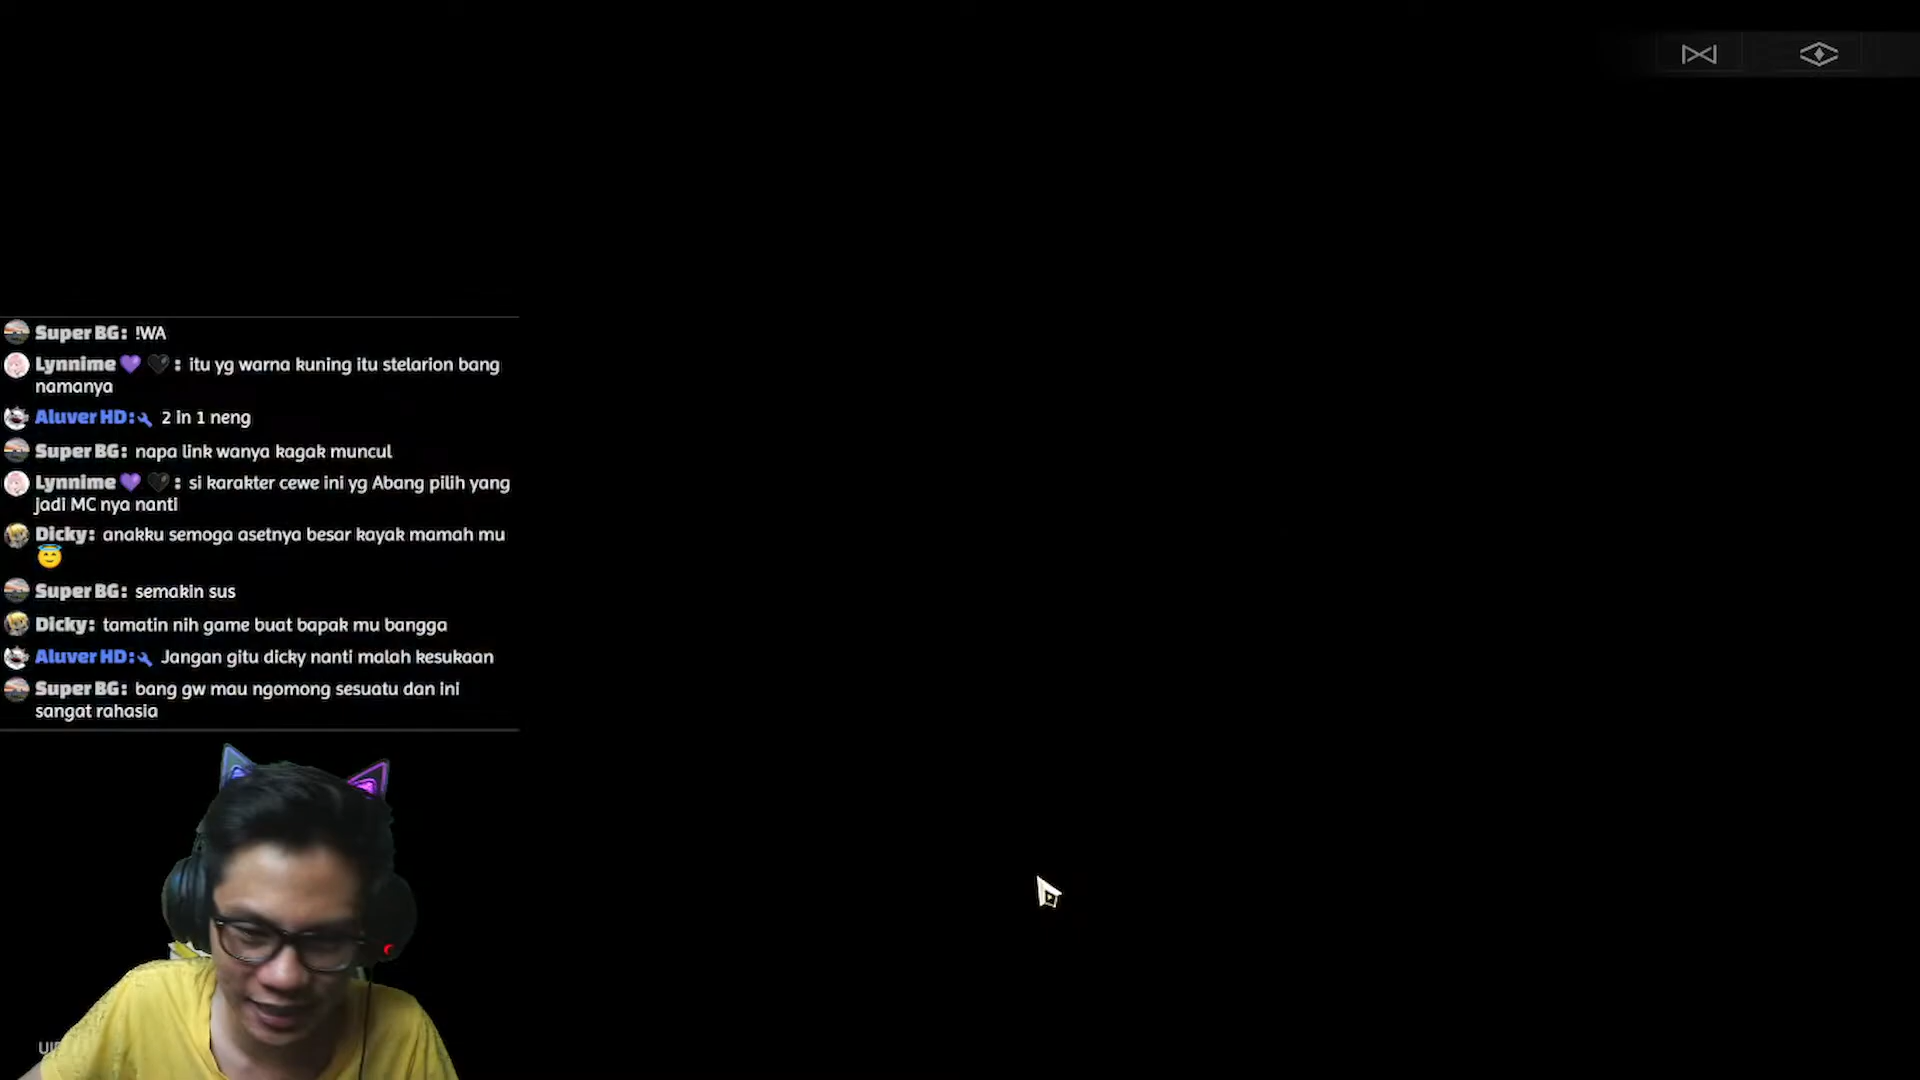 Super BG: !WA
Lynnime💜🖤: itu yg warna kuning itu stelarion bang
namanya
Aluver HD: 2 in 1 neng
Super BG: napa link wanya kagak muncul
Lynnime💜🖤: si karakter cewe ini yg Abang pilih yang
jadi MC nya nanti
Dicky: anakku semoga asetnya besar kayak mamah mu
😇
Super BG: semakin sus
Dicky: tamatin nih game buat bapak mu bangga
Aluver HD: Jangan gitu dicky nanti malah kesukaan
Super BG: bang gw mau ngomong sesuatu dan ini
sangat rahasia